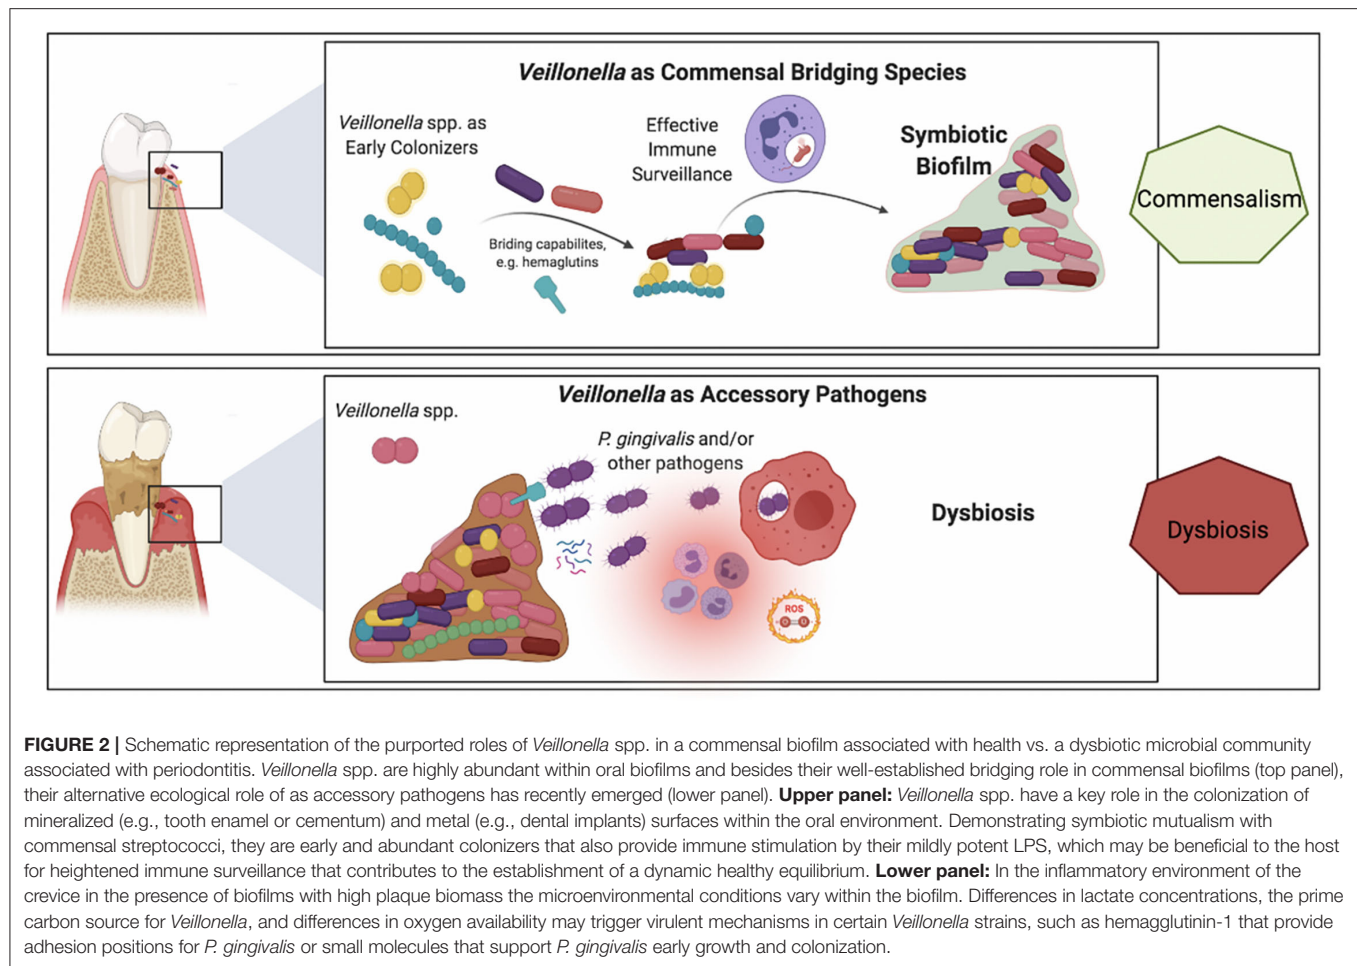 Veillonella as Commensal Bridging Species
Veillonella spp. as
Early Colonizers
Briding capabilites,
e.g. hemaglutins
Effective
Immune
Surveillance
Symbiotic
Biofilm
Commensalism
Veillonella as Accessory Pathogens
Veillonella spp.
P. gingivalis and/or
other pathogens
ROS
Dysbiosis
Dysbiosis
FIGURE 2 | Schematic representation of the purported roles of Veillonella spp. in a commensal biofilm associated with health vs. a dysbiotic microbial community
associated with periodontitis. Veillonella spp. are highly abundant within oral biofilms and besides their well-established bridging role in commensal biofilms (top panel),
their alternative ecological role of as accessory pathogens has recently emerged (lower panel). Upper panel: Veillonella spp. have a key role in the colonization of
mineralized (e.g., tooth enamel or cementum) and metal (e.g., dental implants) surfaces within the oral environment. Demonstrating symbiotic mutualism with
commensal streptococci, they are early and abundant colonizers that also provide immune stimulation by their mildly potent LPS, which may be beneficial to the host
for heightened immune surveillance that contributes to the establishment of a dynamic healthy equilibrium. Lower panel: In the inflammatory environment of the
crevice in the presence of biofilms with high plaque biomass the microenvironmental conditions vary within the biofilm. Differences in lactate concentrations, the prime
carbon source for Veillonella, and differences in oxygen availability may trigger virulent mechanisms in certain Veillonella strains, such as hemagglutinin-1 that provide
adhesion positions for P. gingivalis or small molecules that support P. gingivalis early growth and colonization.